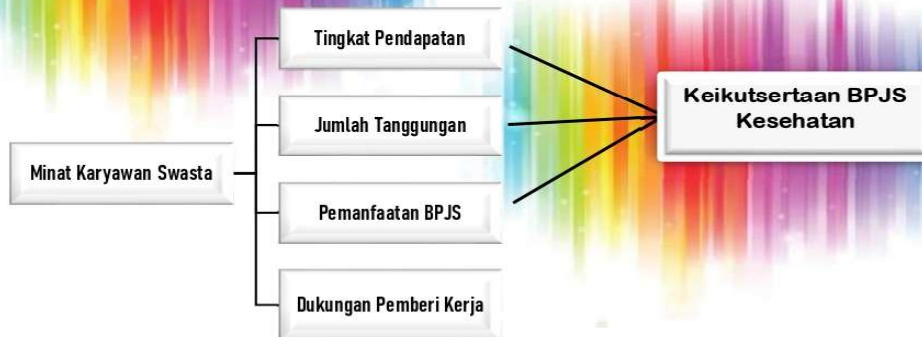 Minat Karyawan Swasta
Tingkat Pendapatan
Jumlah Tanggungan
Pemanfaatan BPJS
Dukungan Pemberi Kerja
Keikutsertaan BPJS
Kesehatan